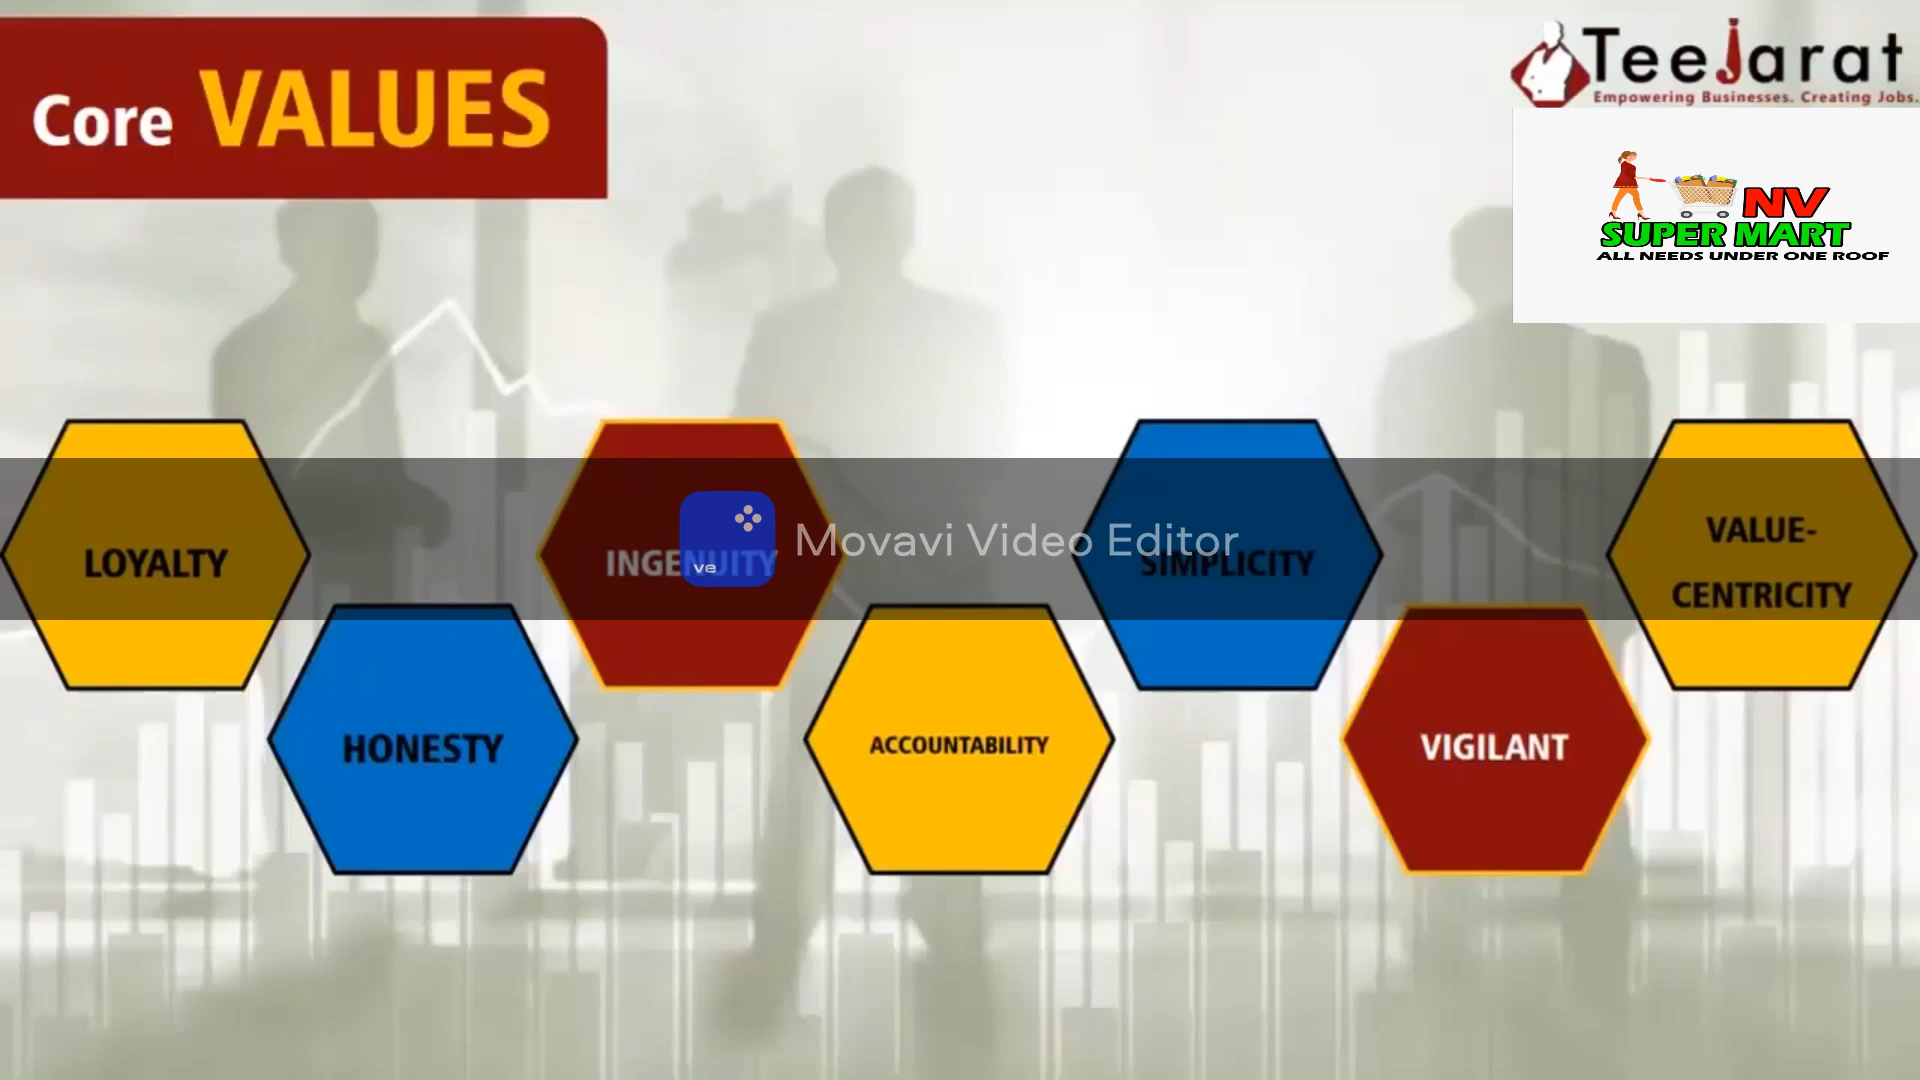 Core VALUES
TeeJarat
Empowering Businesses. Creating Jobs.
NV
SUPER MART
ALL NEEDS UNDER ONE ROOF
LOYALTY
INGENUITY
SIMPLICITY
VALUE-
CENTRICITY
ve
Movavi Video Editor
HONESTY
ACCOUNTABILITY
VIGILANT